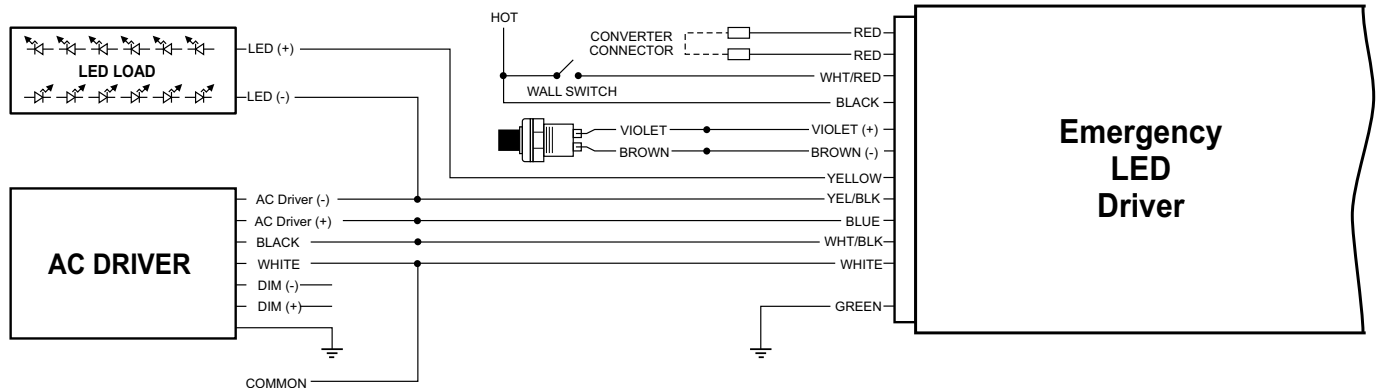 HOT
CONVERTER
CONNECTOR
RED
RED
WHT/RED
WALL SWITCH
BLACK
LED (+)
LED LOAD
LED (-)
VIOLET
VIOLET (+)
BROWN
BROWN (-)
YELLOW
AC Driver (-)
YEL/BLK
AC Driver (+)
BLUE
BLACK
WHT/BLK
WHITE
WHITE
DIM (-)
DIM (+)
AC DRIVER
GREEN
COMMON
Emergency
LED
Driver